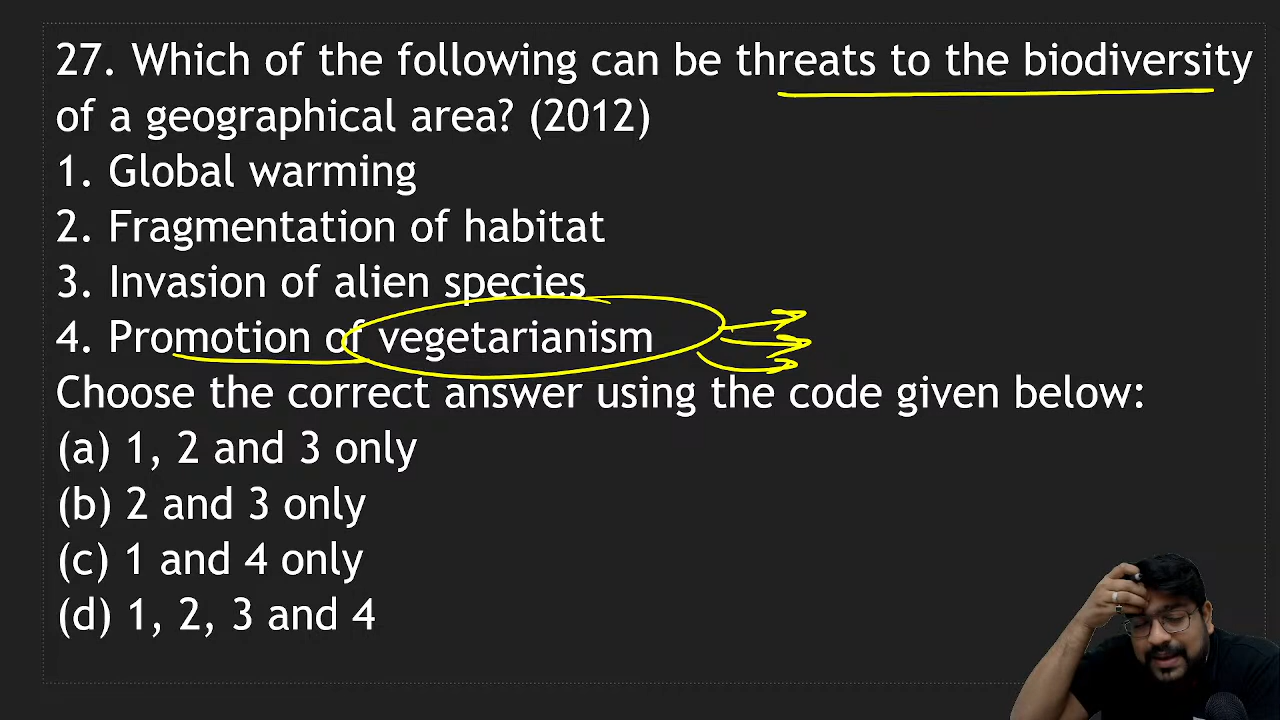 27. Which of the following can be threats to the biodiversity
of a geographical area? (2012)
1. Global warming
2. Fragmentation of habitat
3. Invasion of alien species
4. Promotion of vegetarianism
Choose the correct answer using the code given below:
(a) 1, 2 and 3 only
(b) 2 and 3 only
(c) 1 and 4 only
(d) 1, 2, 3 and 4